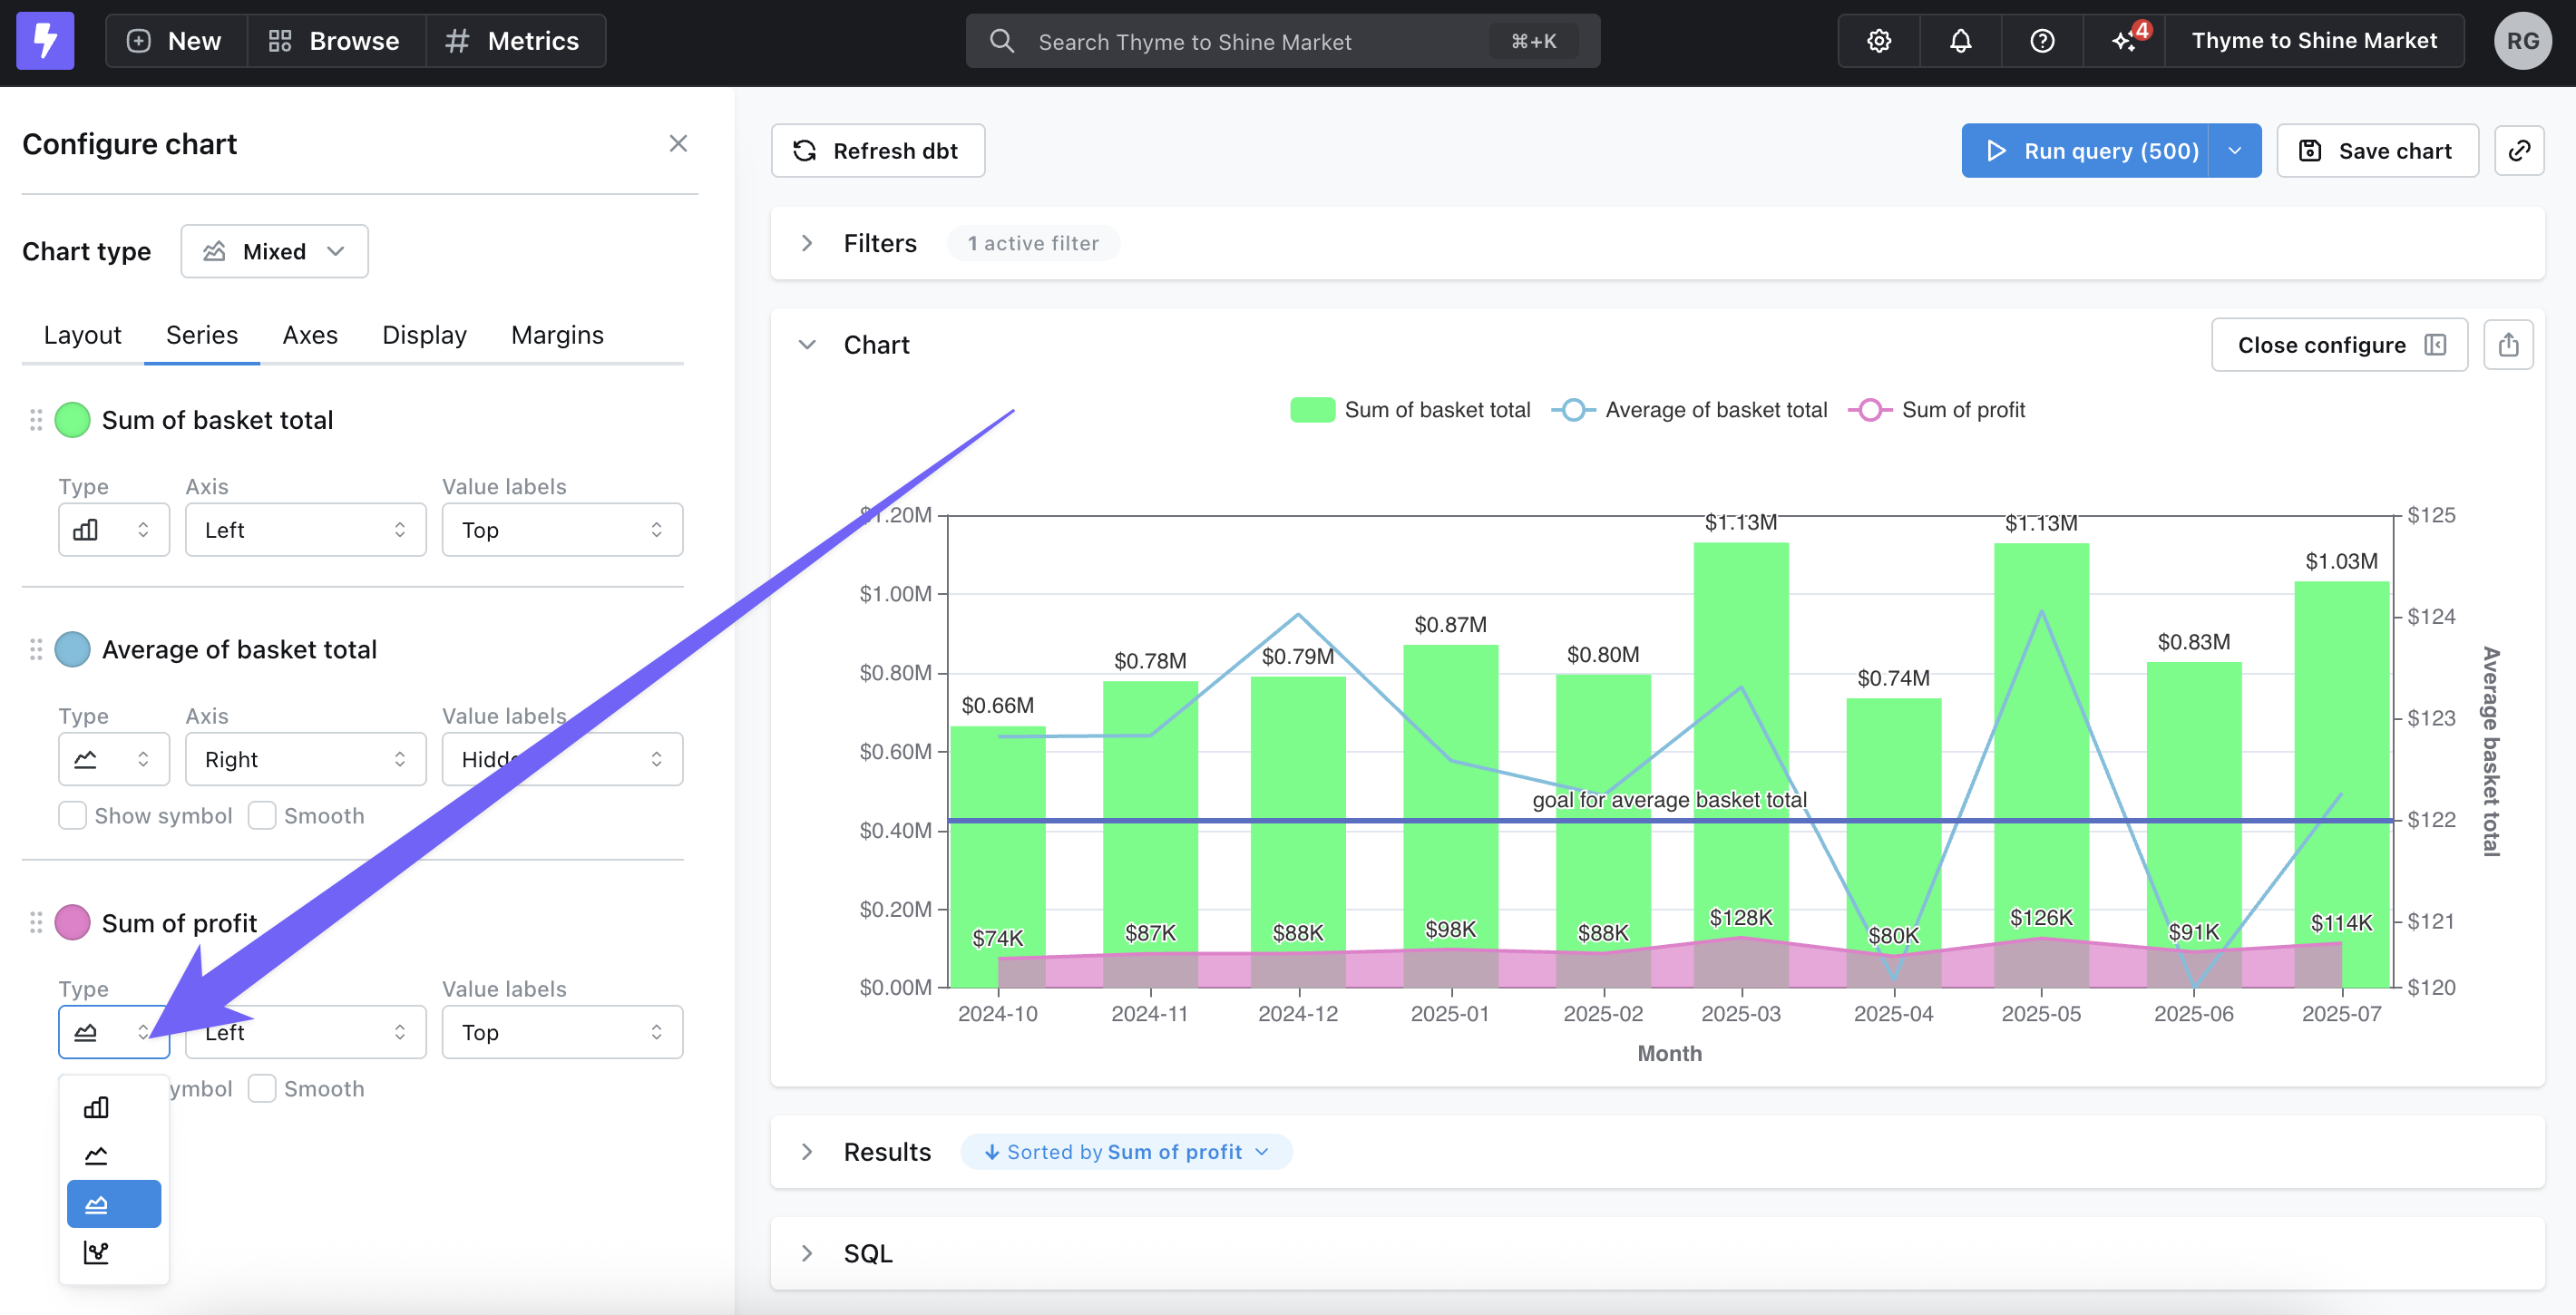 New Browse Metrics Search Thyme to Shine Market ⌘+K 4 Thyme to Shine Market RG
Configure chart
Chart type Mixed
Layout Series Axes Display Margins
Sum of basket total
Type Axis Value labels
Left Top
Average of basket total
Type Axis Value labels
Right
Show symbol Smooth
Sum of profit
Type Value labels
Left Top
ymbol Smooth
Refresh dbt Run query (500) Save chart
Filters 1 active filter
Chart Close configure
Sum of basket total Average of basket total Sum of profit
$1.20M
$1.00M
$0.80M
$0.60M
$0.40M
$0.20M
$0.00M
$0.66M $0.78M $0.79M $0.87M $0.80M $1.13M $0.74M $1.13M $0.83M $1.03M
goal for average basket total
$74K $87K $88K $98K $88K $128K $80K $126K $91K $114K
$125
$124
$123
$122
$121
$120
Average basket total
2024-10 2024-11 2024-12 2025-01 2025-02 2025-03 2025-04 2025-05 2025-06 2025-07
Month
Results Sorted by Sum of profit
SQL